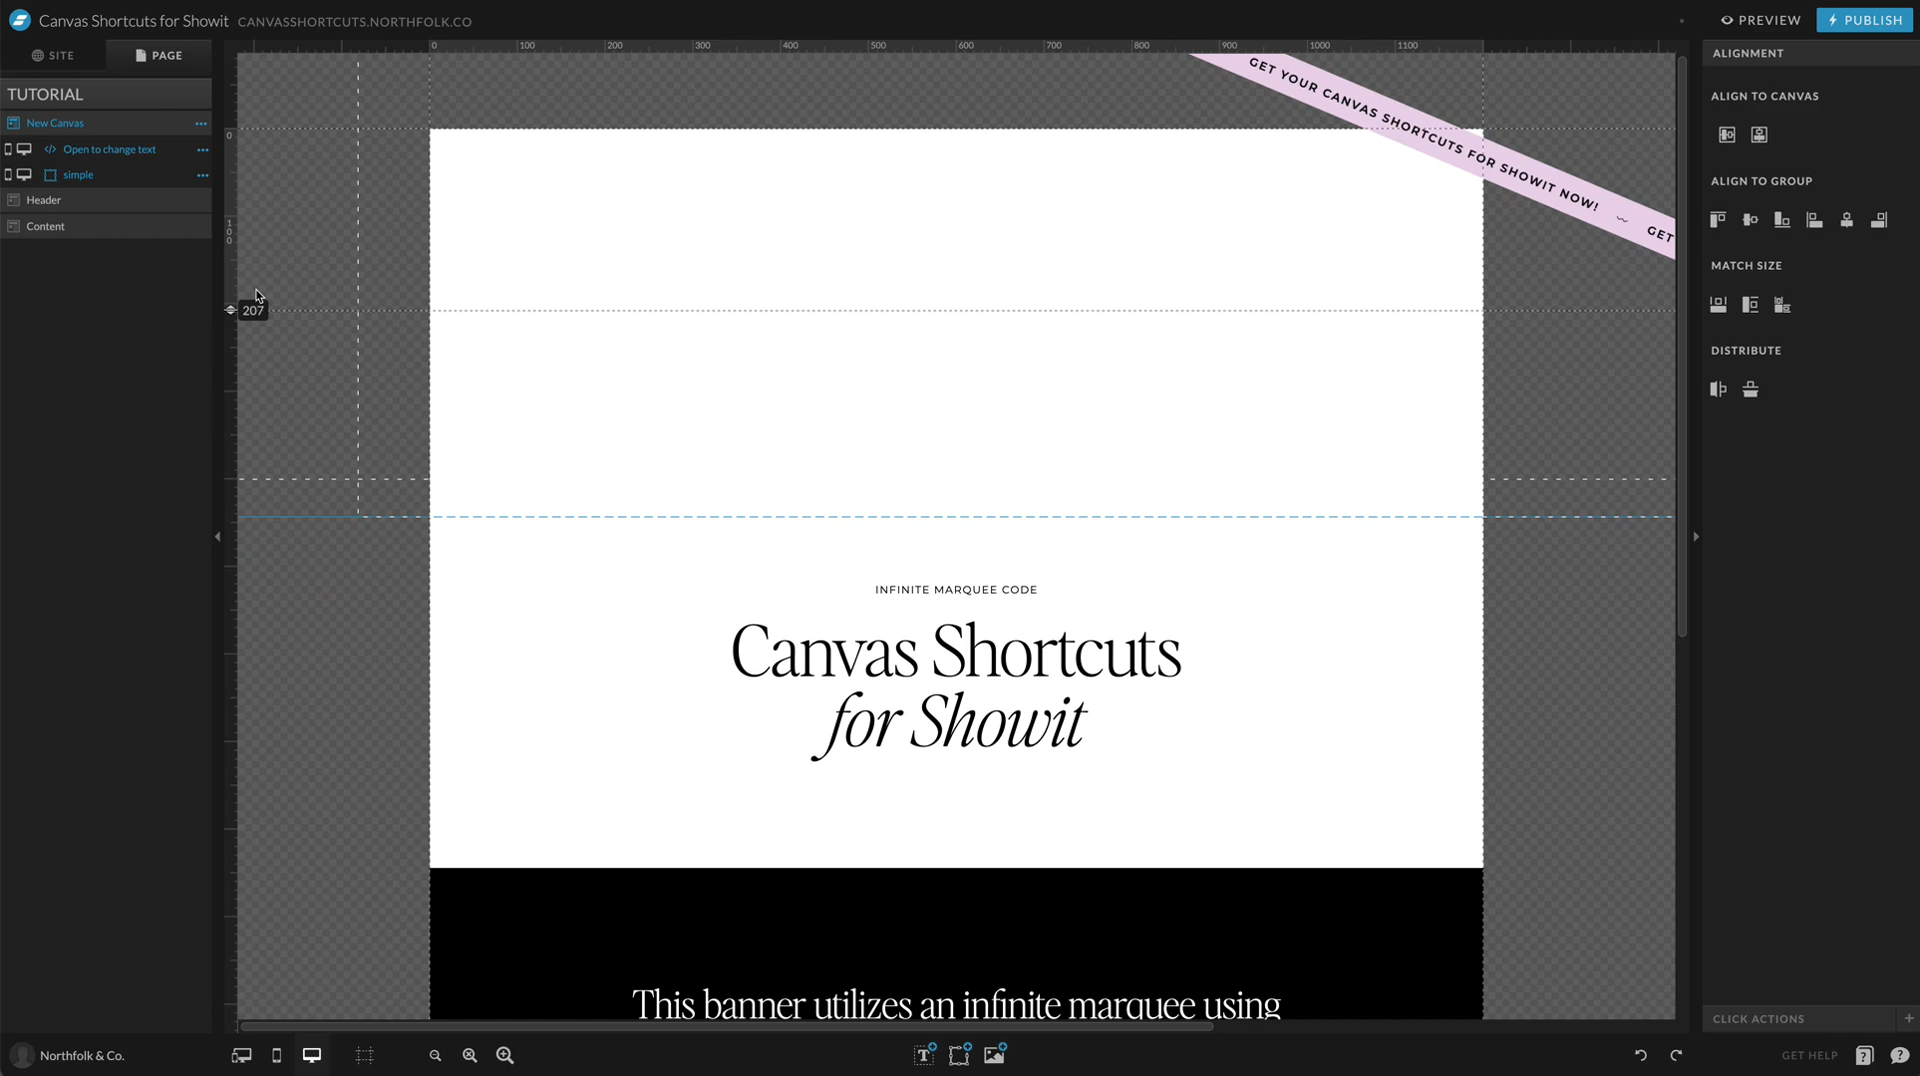 Canvas Shortcuts for Showit CANVASSHORTCUTS.NORTHFOLK.CO
PREVIEW PUBLISH
SITE PAGE
TUTORIAL
New Canvas
Open to change text
simple
Header
Content
0 100 200 300 400 500 600 700 800 900 1000 1100
0
100
207
GET YOUR CANVAS SHORTCUTS FOR SHOWIT NOW! GET
INFINITE MARQUEE CODE
Canvas Shortcuts
for Showit
This banner utilizes an infinite marquee using
ALIGNMENT
ALIGN TO CANVAS
ALIGN TO GROUP
MATCH SIZE
DISTRIBUTE
CLICK ACTIONS
Northfolk & Co.
T
GET HELP